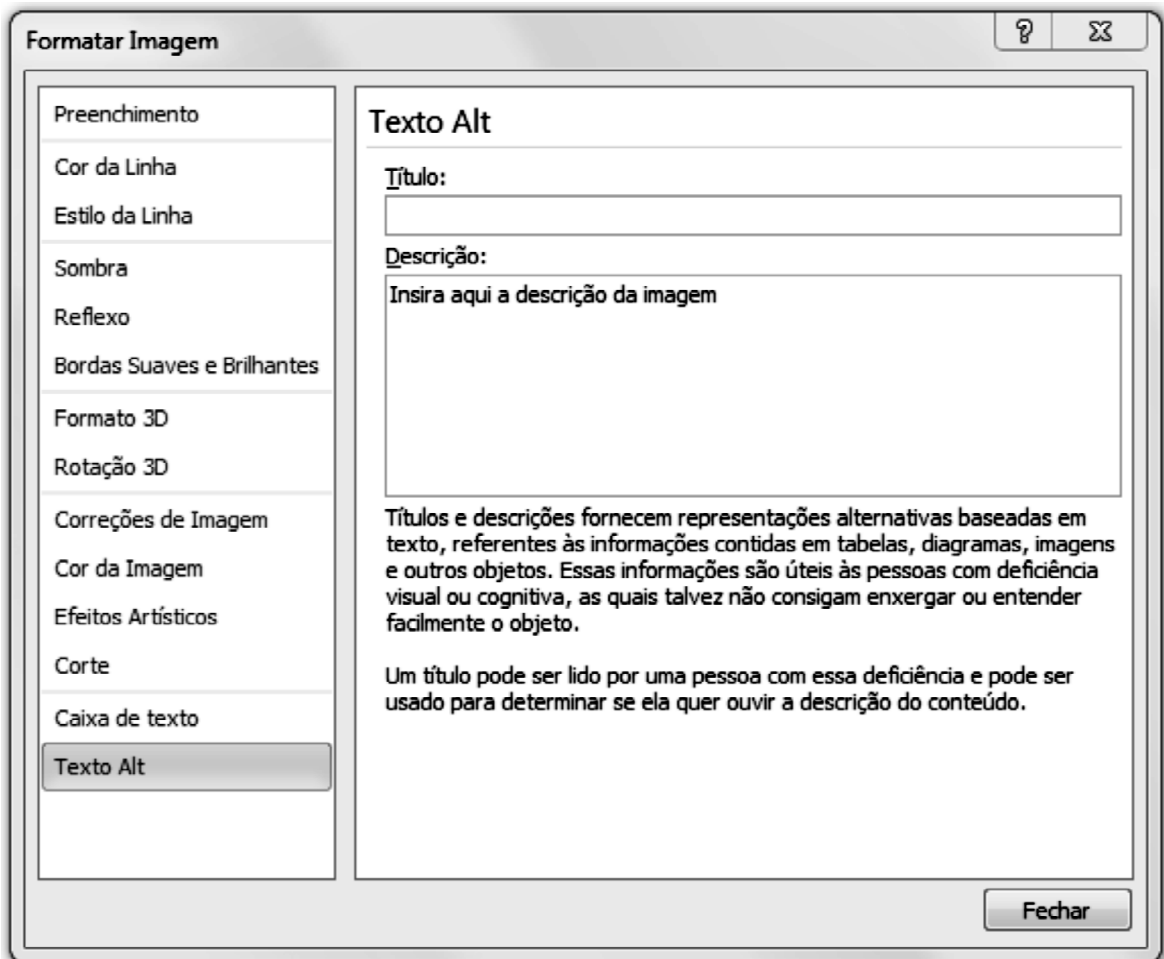 Formatar Imagem
Preenchimento
Cor da Linha
Estilo da Linha
Sombra
Reflexo
Bordas Suaves e Brilhantes
Formato 3D
Rotação 3D
Correções de Imagem
Cor da Imagem
Efeitos Artísticos
Corte
Caixa de texto
Texto Alt
Texto Alt
Título:
Descrição:
Insira aqui a descrição da imagem
Títulos e descrições fornecem representações alternativas baseadas em
texto, referentes às informações contidas em tabelas, diagramas, imagens
e outros objetos. Essas informações são úteis às pessoas com deficiência
visual ou cognitiva, as quais talvez não consigam enxergar ou entender
facilmente o objeto.
Um título pode ser lido por uma pessoa com essa deficiência e pode ser
usado para determinar se ela quer ouvir a descrição do conteúdo.
Fechar